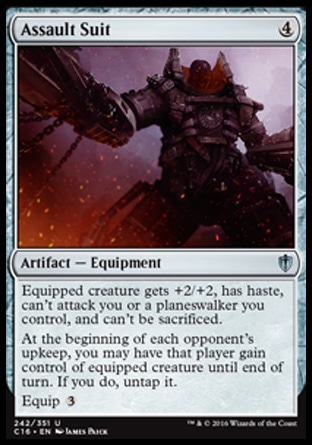 Assault Suit 4
Artifact — Equipment
Equipped creature gets +2/+2, has haste,
can't attack you or a planeswalker you
control, and can't be sacrificed.
At the beginning of each opponent's
upkeep, you may have that player gain
control of equipped creature until end of
turn. If you do, untap it.
Equip 3
242/351 U
C16 • EN James Paick ™ & © 2016 Wizards of the Coast